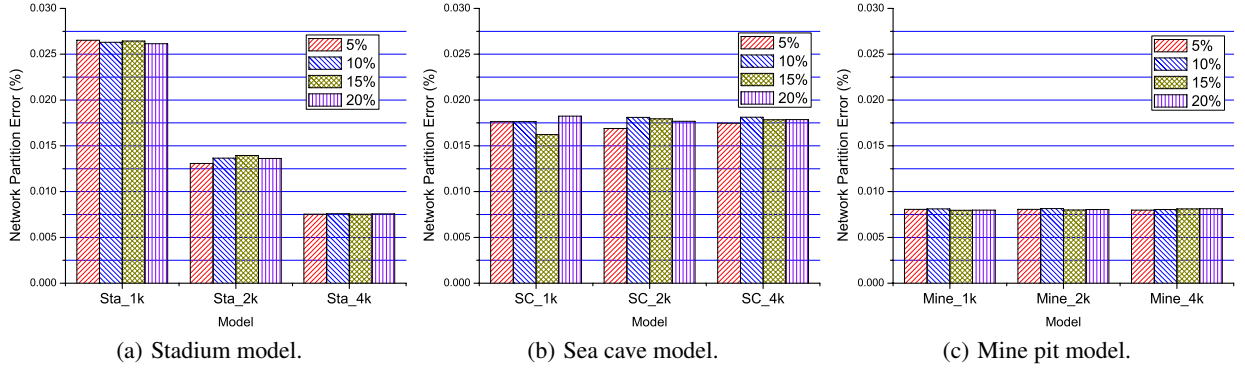 0.030
0.025
0.020
0.015
0.010
0.005
0.000
Network Partition Error (%)
5%
10%
15%
20%
Sta_1k Sta_2k Sta_4k
Model
(a) Stadium model.
0.030
0.025
0.020
0.015
0.010
0.005
0.000
Network Partition Error (%)
5%
10%
15%
20%
SC_1k SC_2k SC_4k
Model
(b) Sea cave model.
0.030
0.025
0.020
0.015
0.010
0.005
0.000
Network Partition Error (%)
5%
10%
15%
20%
Mine_1k Mine_2k Mine_4k
Model
(c) Mine pit model.